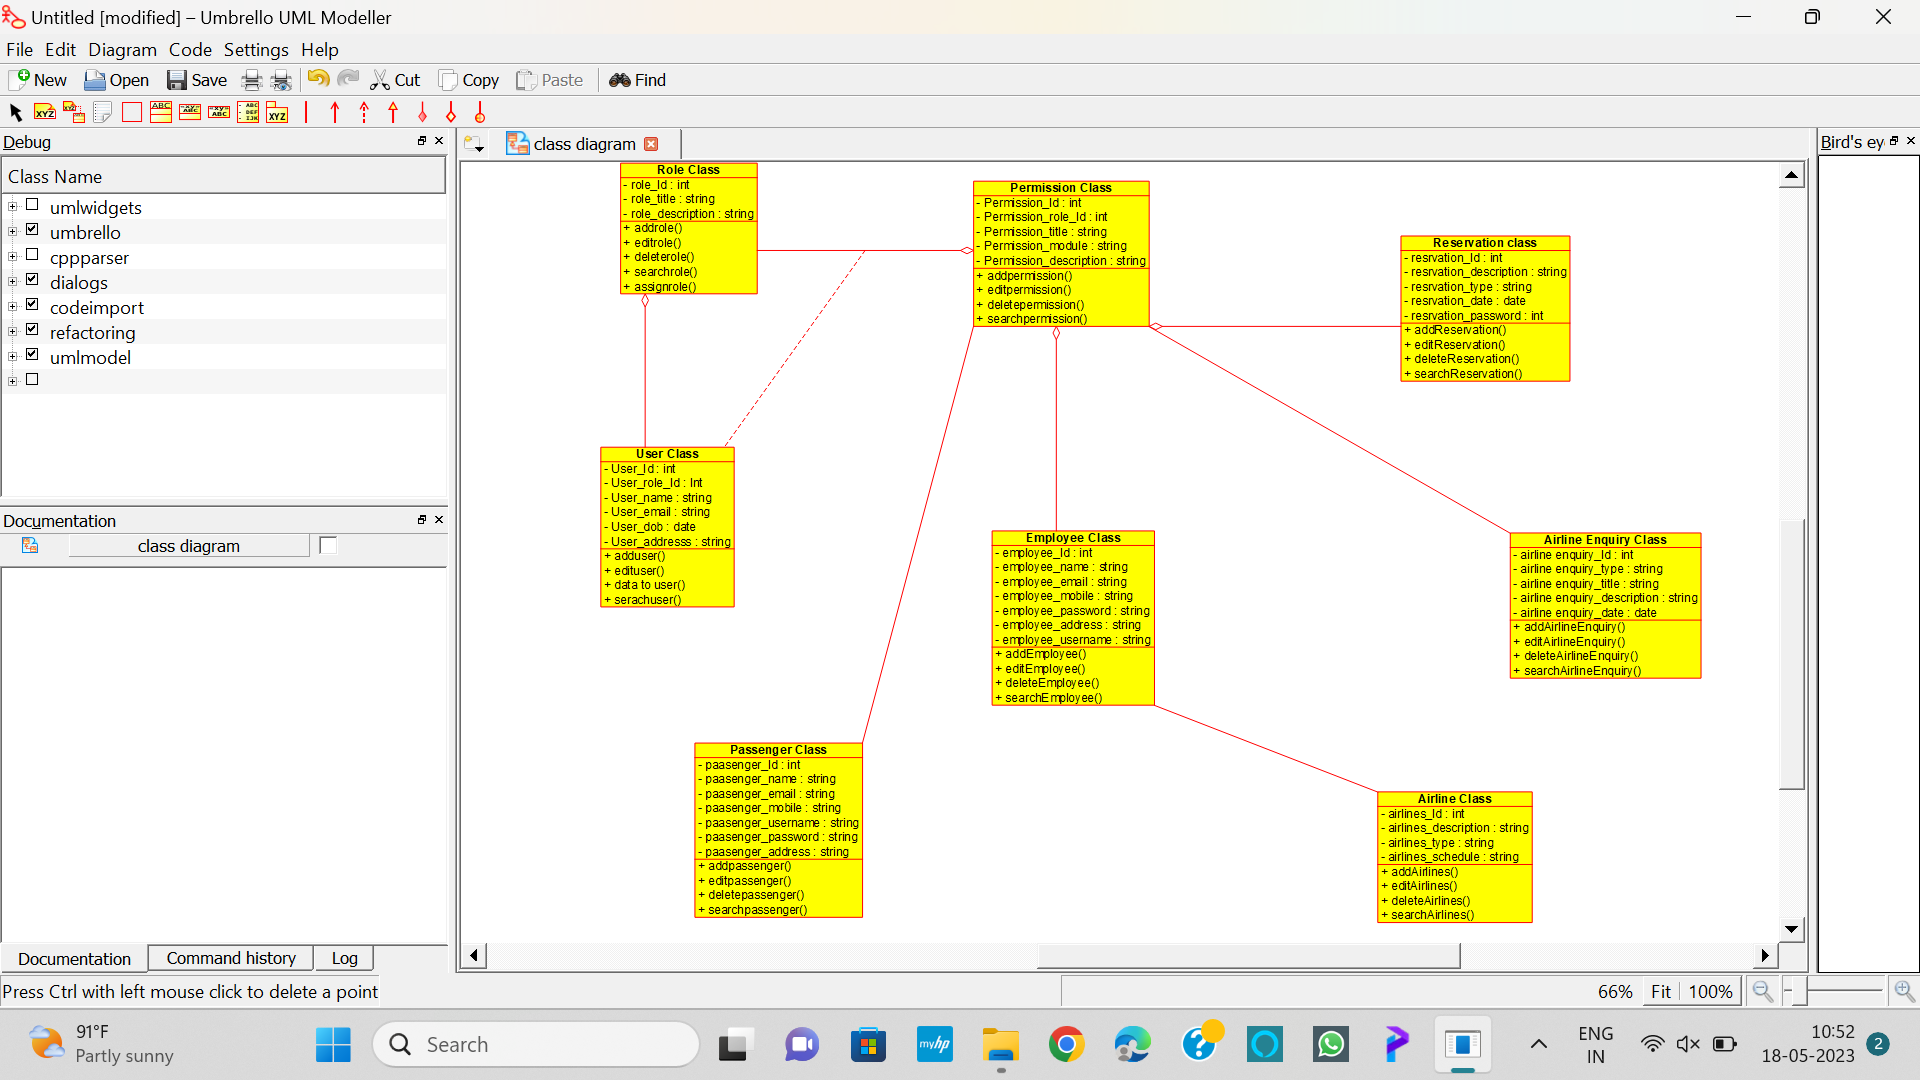 Untitled [modified] – Umbrello UML Modeller
File Edit Diagram Code Settings Help
New Open Save Cut Copy Paste Find
Debug
Class Name
umlwidgets
umbrello
cppparser
dialogs
codeimport
refactoring
umlmodel
Documentation
class diagram
Documentation Command history Log
Press Ctrl with left mouse click to delete a point
class diagram
Role Class
- role_Id : int
- role_title : string
- role_description : string
+ addrole()
+ editrole()
+ deleterole()
+ searchrole()
+ assignrole()
Permission Class
- Permission_Id : int
- Permission_role_Id : int
- Permission_title : string
- Permission_module : string
- Permission_description : string
+ addpermission()
+ editpermission()
+ deletepermission()
+ searchpermission()
Reservation class
- resrvation_Id : int
- resrvation_description : string
- resrvation_type : string
- resrvation_date : date
- resrvation_password : int
+ addReservation()
+ editReservation()
+ deleteReservation()
+ searchReservation()
User Class
- User_Id : int
- User_role_Id : Int
- User_name : string
- User_email : string
- User_dob : date
- User_addresss : string
+ adduser()
+ edituser()
+ data to user()
+ serachuser()
Employee Class
- employee_Id : int
- employee_name : string
- employee_email : string
- employee_mobile : string
- employee_password : string
- employee_address : string
- employee_username : string
+ addEmployee()
+ editEmployee()
+ deleteEmployee()
+ searchEmployee()
Airline Enquiry Class
- airline enquiry_Id : int
- airline enquiry_type : string
- airline enquiry_title : string
- airline enquiry_description : string
- airline enquiry_date : date
+ addAirlineEnquiry()
+ editAirlineEnquiry()
+ deleteAirlineEnquiry()
+ searchAirlineEnquiry()
Passenger Class
- paasenger_Id : int
- paasenger_name : string
- paasenger_email : string
- paasenger_mobile : string
- paasenger_username : string
- paasenger_password : string
- paasenger_address : string
+ addpassenger()
+ editpassenger()
+ deletepassenger()
+ searchpassenger()
Airline Class
- airlines_Id : int
- airlines_description : string
- airlines_type : string
- airlines_schedule : string
+ addAirlines()
+ editAirlines()
+ deleteAirlines()
+ searchAirlines()
Bird's ey
66% Fit 100%
91°F
Partly sunny
Search
myhp
ENG
IN
10:52
18-05-2023
2